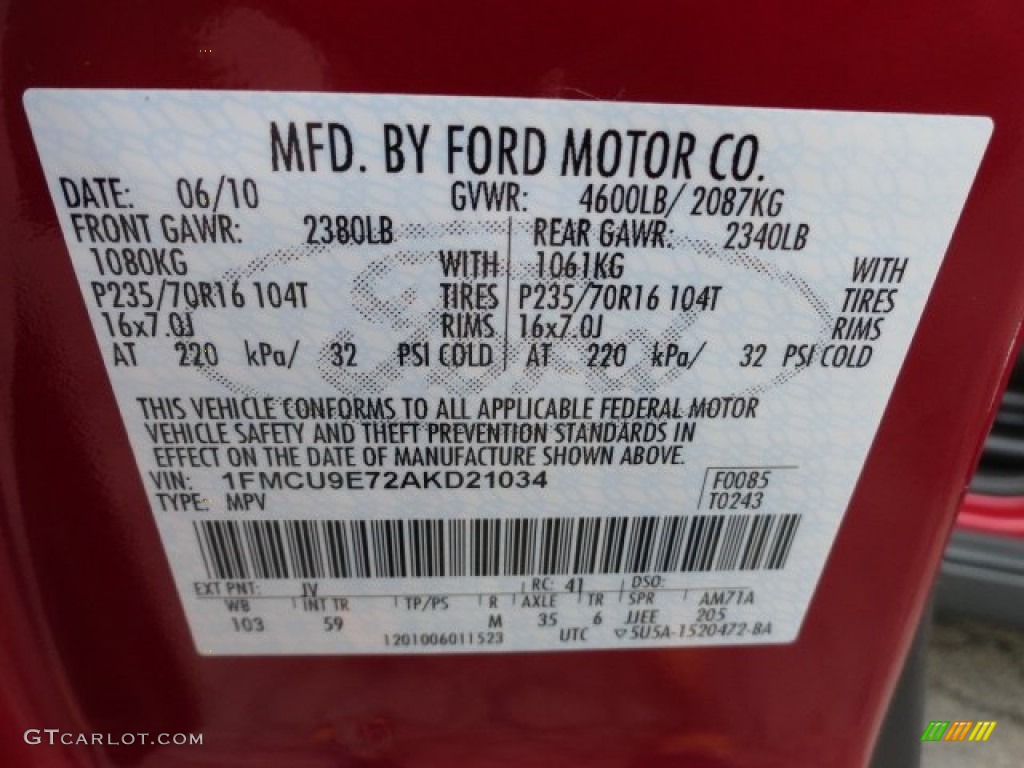 MFD. BY FORD MOTOR CO.
DATE: 06/10 GVWR: 4600LB/ 2087KG
FRONT GAWR: 2380LB REAR GAWR: 2340LB
1080KG WITH 1061KG WITH
P235/70R16 104T TIRES P235/70R16 104T TIRES
16x7.0J RIMS 16x7.0J RIMS
AT 220 kPa/ 32 PSI COLD AT 220 kPa/ 32 PSI COLD
THIS VEHICLE CONFORMS TO ALL APPLICABLE FEDERAL MOTOR
VEHICLE SAFETY AND THEFT PREVENTION STANDARDS IN
EFFECT ON THE DATE OF MANUFACTURE SHOWN ABOVE.
VIN: 1FMCU9E72AKD21034 F0085
TYPE: MPV T0243
EXT PNT: JV RC: 41 DSO:
WB INT TR TP/PS R AXLE TR SPR AM71A
103 59 M 35 6 JJEE 205
1201006011523 UTC ▽5U5A-1520472-BA
Ford
GTCARLOT.COM